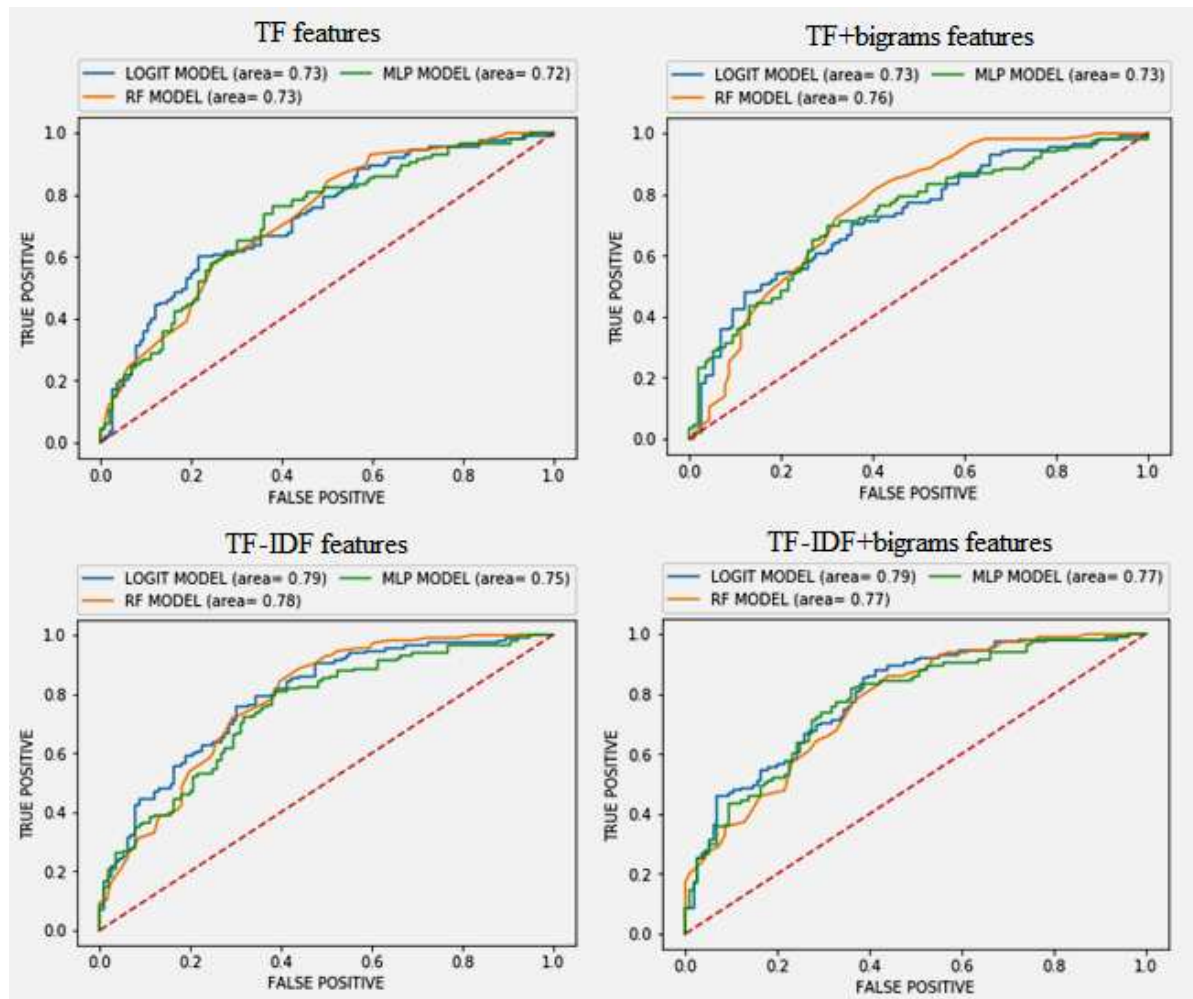 TF features
LOGIT MODEL (area= 0.73) MLP MODEL (area= 0.72)
RF MODEL (area= 0.73)
1.0
0.8
0.6
0.4
0.2
0.0
TRUE POSITIVE
0.0 0.2 0.4 0.6 0.8 1.0
FALSE POSITIVE
TF+bigrams features
LOGIT MODEL (area= 0.73) MLP MODEL (area= 0.73)
RF MODEL (area= 0.76)
1.0
0.8
0.6
0.4
0.2
0.0
TRUE POSITIVE
0.0 0.2 0.4 0.6 0.8 1.0
FALSE POSITIVE
TF-IDF features
LOGIT MODEL (area= 0.79) MLP MODEL (area= 0.75)
RF MODEL (area= 0.78)
1.0
0.8
0.6
0.4
0.2
0.0
TRUE POSITIVE
0.0 0.2 0.4 0.6 0.8 1.0
FALSE POSITIVE
TF-IDF+bigrams features
LOGIT MODEL (area= 0.79) MLP MODEL (area= 0.77)
RF MODEL (area= 0.77)
1.0
0.8
0.6
0.4
0.2
0.0
TRUE POSITIVE
0.0 0.2 0.4 0.6 0.8 1.0
FALSE POSITIVE